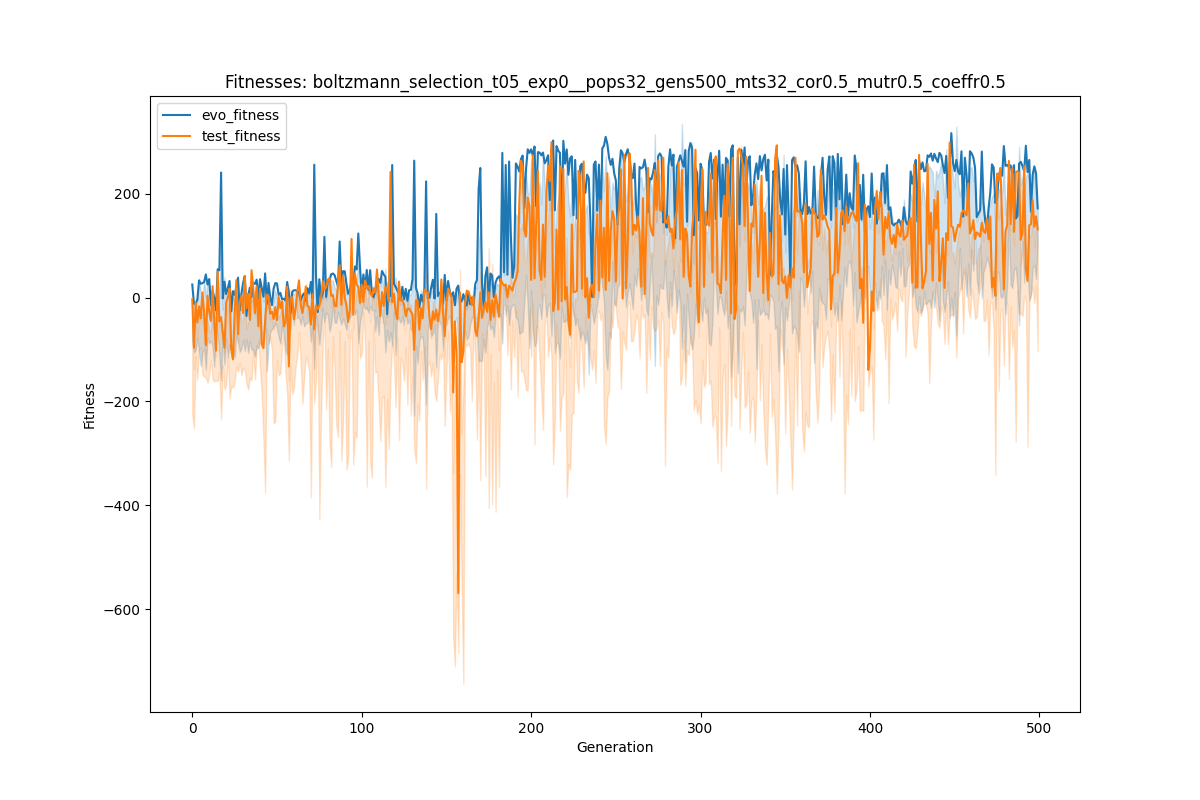 Fitnesses: boltzmann_selection_t05_exp0__pops32_gens500_mts32_cor0.5_mutr0.5_coeffr0.5
evo_fitness
test_fitness
200
0
−200
−400
−600
Fitness
0 100 200 300 400 500
Generation